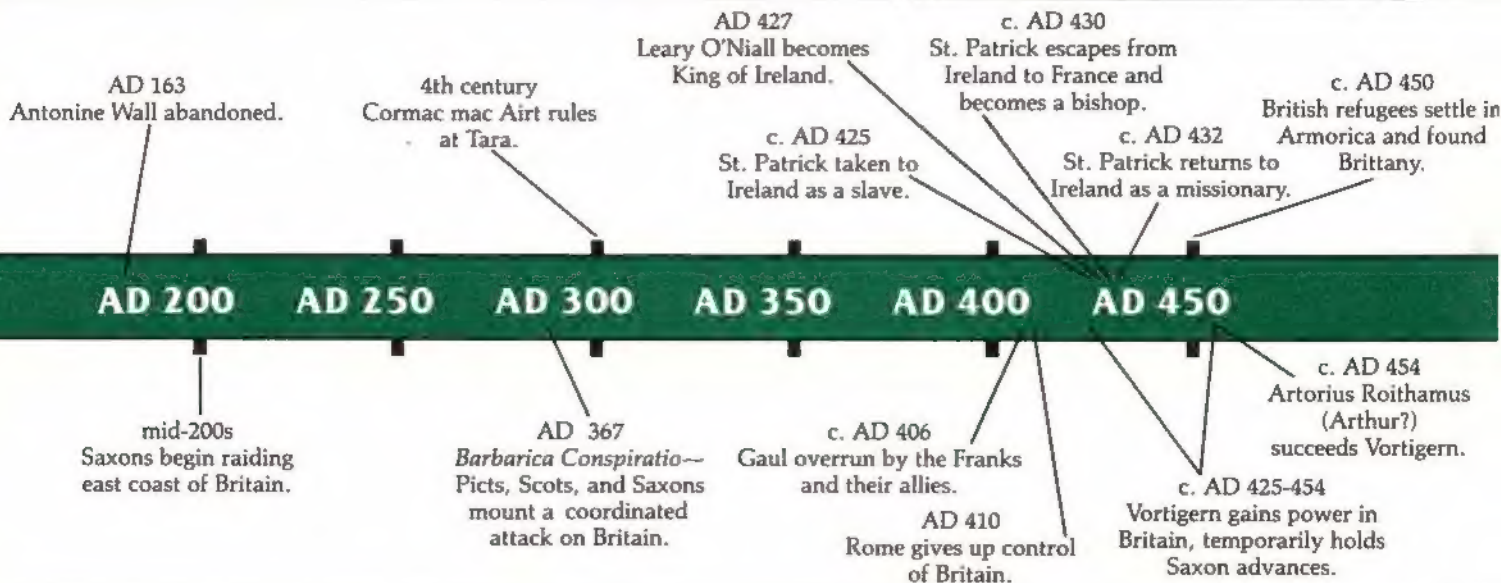 AD 163
Antonine Wall abandoned.
4th century
Cormac mac Airt rules
at Tara.
AD 427
Leary O'Niall becomes
King of Ireland.
c. AD 425
St. Patrick taken to
Ireland as a slave.
c. AD 430
St. Patrick escapes from
Ireland to France and
becomes a bishop.
c. AD 432
St. Patrick returns to
Ireland as a missionary.
c. AD 450
British refugees settle in
Armorica and found
Brittany.
AD 200 AD 250 AD 300 AD 350 AD 400 AD 450
mid-200s
Saxons begin raiding
east coast of Britain.
AD 367
Barbarica Conspiratio—
Picts, Scots, and Saxons
mount a coordinated
attack on Britain.
c. AD 406
Gaul overrun by the Franks
and their allies.
AD 410
Rome gives up control
of Britain.
c. AD 425-454
Vortigern gains power in
Britain, temporarily holds
Saxon advances.
c. AD 454
Artorius Roithamus
(Arthur?)
succeeds Vortigern.